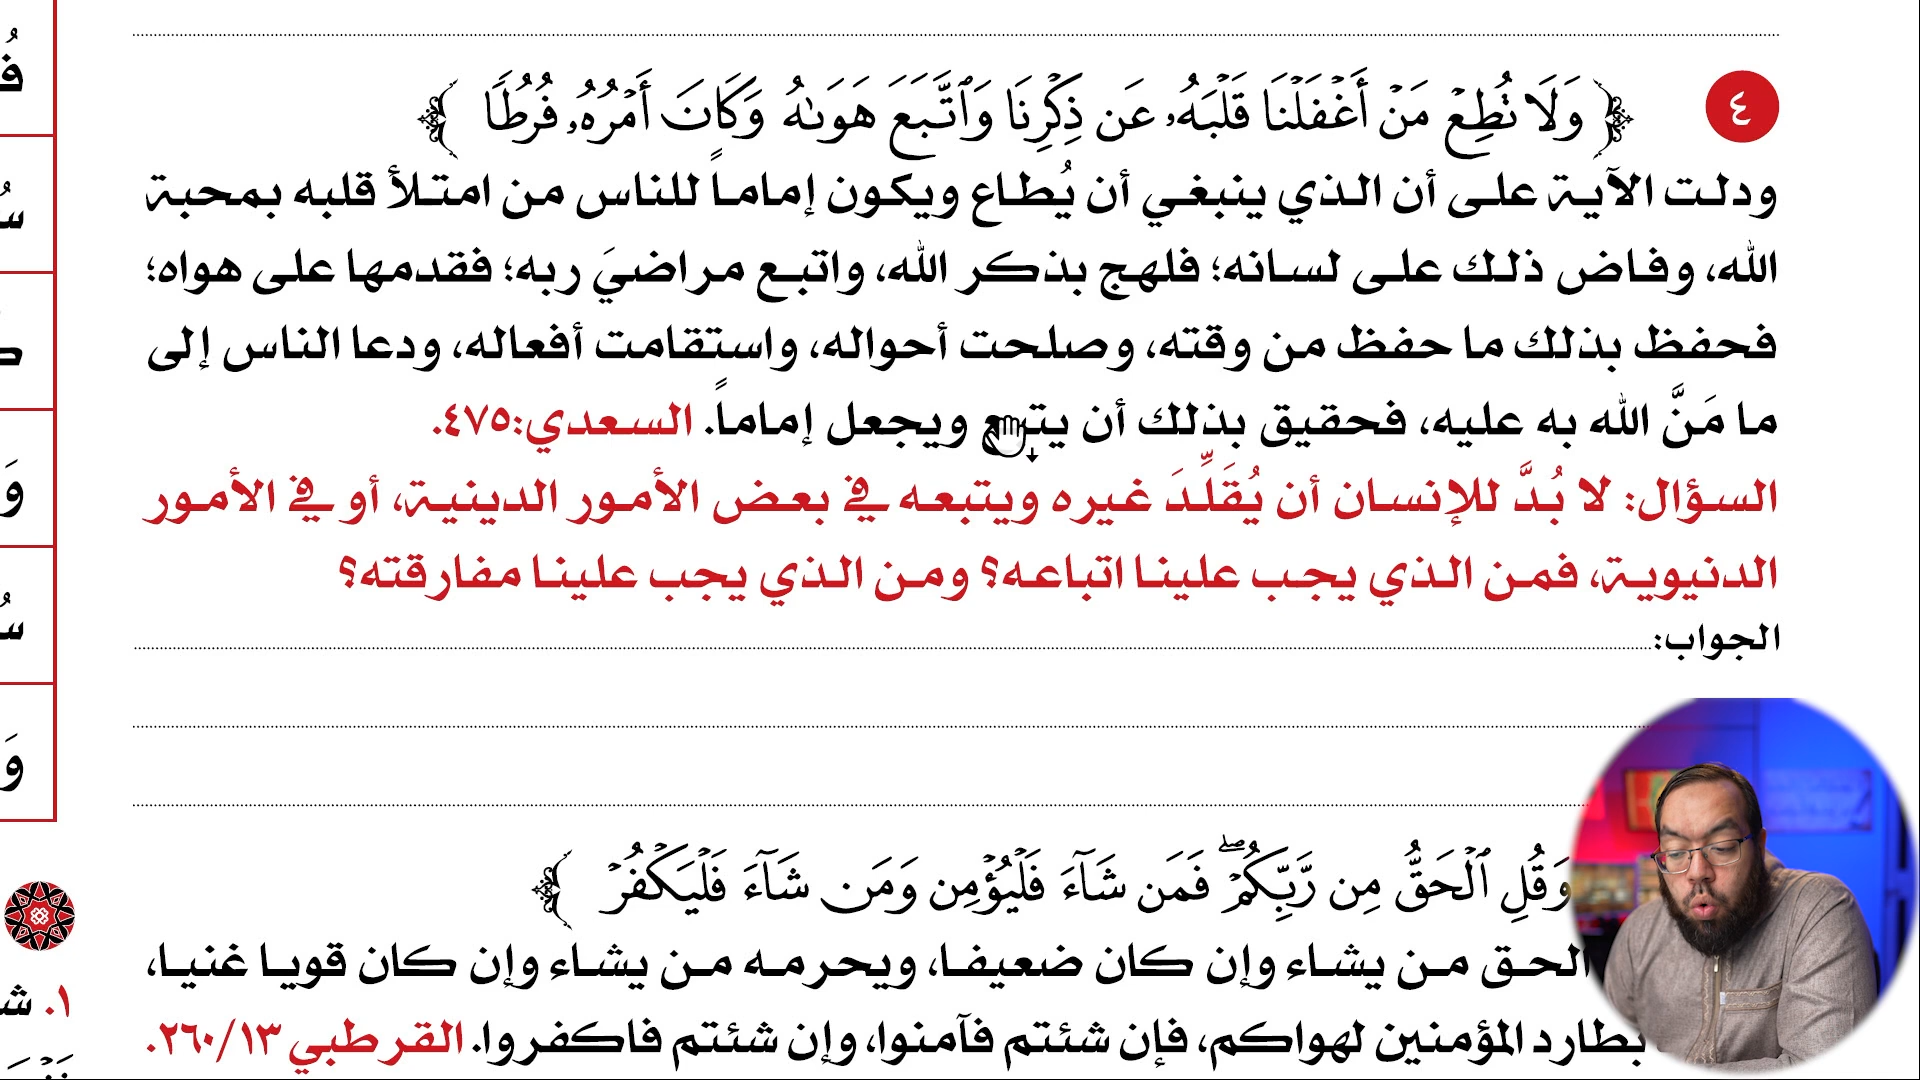 ٤
﴿ وَلَا تُطِعْ مَنْ أَغْفَلْنَا قَلْبَهُۥ عَن ذِكْرِنَا وَٱتَّبَعَ هَوَىٰهُ وَكَانَ أَمْرُهُۥ فُرُطًا ﴾
ودلت الآية على أن الذي ينبغي أن يُطاع ويكون إماماً للناس من امتلأ قلبه بمحبة
الله، وفاض ذلك على لسانه؛ فلهج بذكر الله، واتبع مراضيَ ربه؛ فقدمها على هواه؛
فحفظ بذلك ما حفظ من وقته، وصلحت أحواله، واستقامت أفعاله، ودعا الناس إلى
ما مَنَّ الله به عليه، فحقيق بذلك أن يتبع ويجعل إماماً. السعدي:٤٧٥.
السؤال: لا بُدَّ للإنسان أن يُقَلِّدَ غيره ويتبعه في بعض الأمور الدينية، أو في الأمور
الدنيوية، فمن الذي يجب علينا اتباعه؟ ومن الذي يجب علينا مفارقته؟
الجواب:
وَقُلِ ٱلْحَقُّ مِن رَّبِّكُمْ ۖ فَمَن شَآءَ فَلْيُؤْمِن وَمَن شَآءَ فَلْيَكْفُرْ ﴾
الحق من يشاء وإن كان ضعيفا، ويحرمه من يشاء وإن كان قويا غنيا،
بطارد المؤمنين لهواكم، فإن شئتم فآمنوا، وإن شئتم فاكفروا. القرطبي ٢٦٠/١٣.
١.